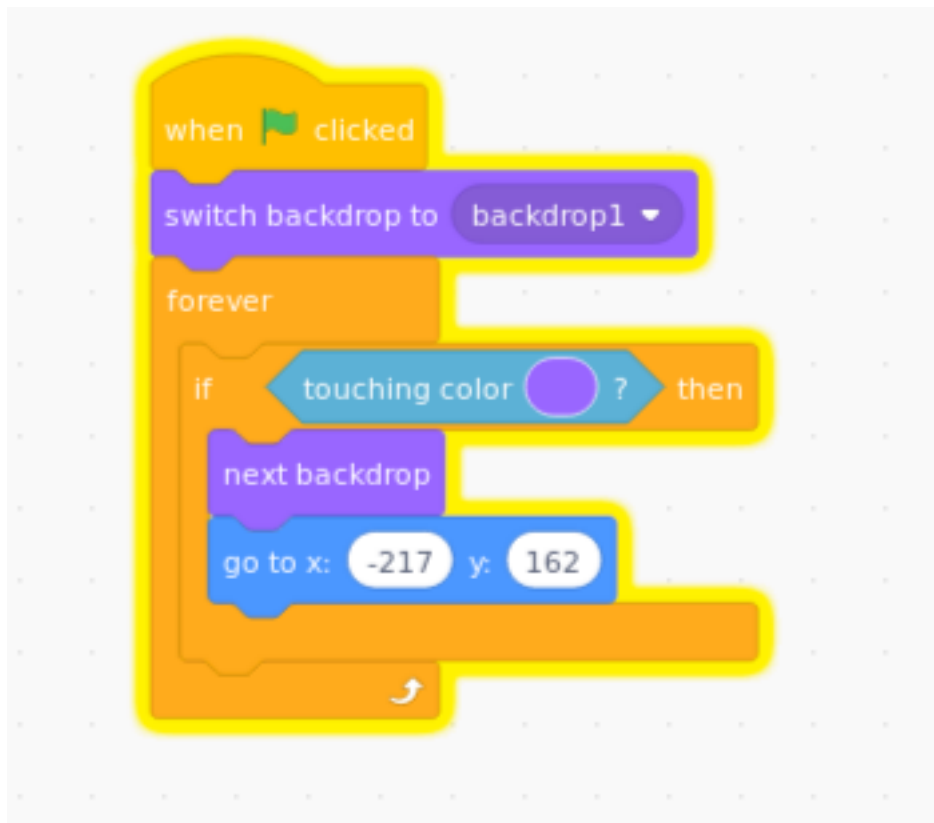 when clicked
switch backdrop to backdrop1
forever
if touching color ? then
next backdrop
go to x: -217 y: 162